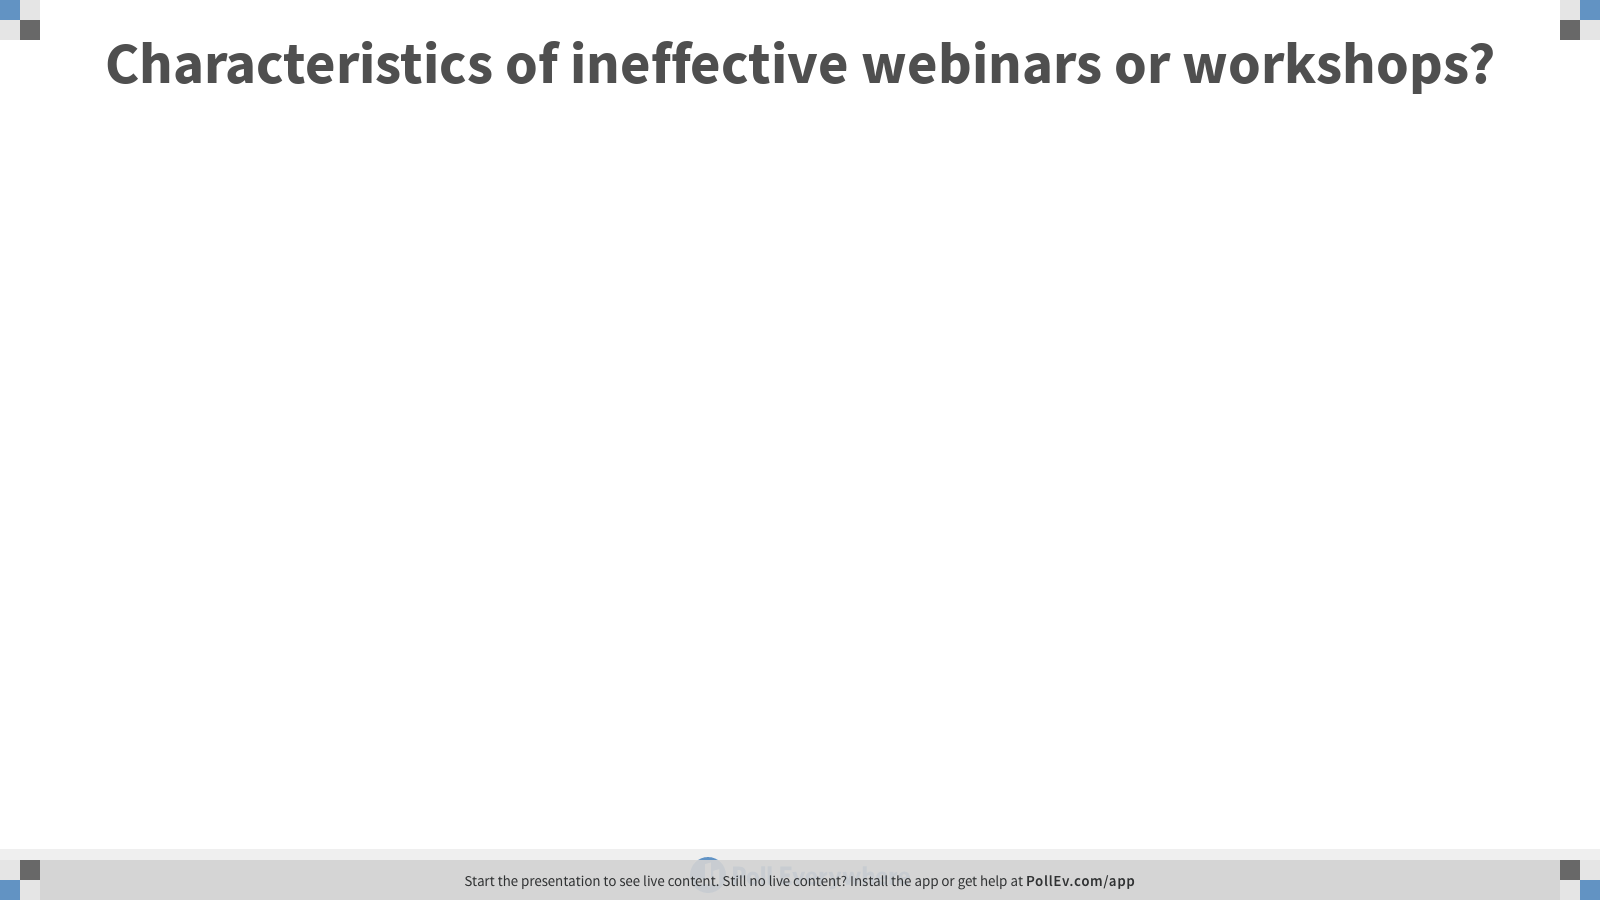 Characteristics of ineffective webinars or workshops?
Start the presentation to see live content. Still no live content? Install the app or get help at PollEv.com/app